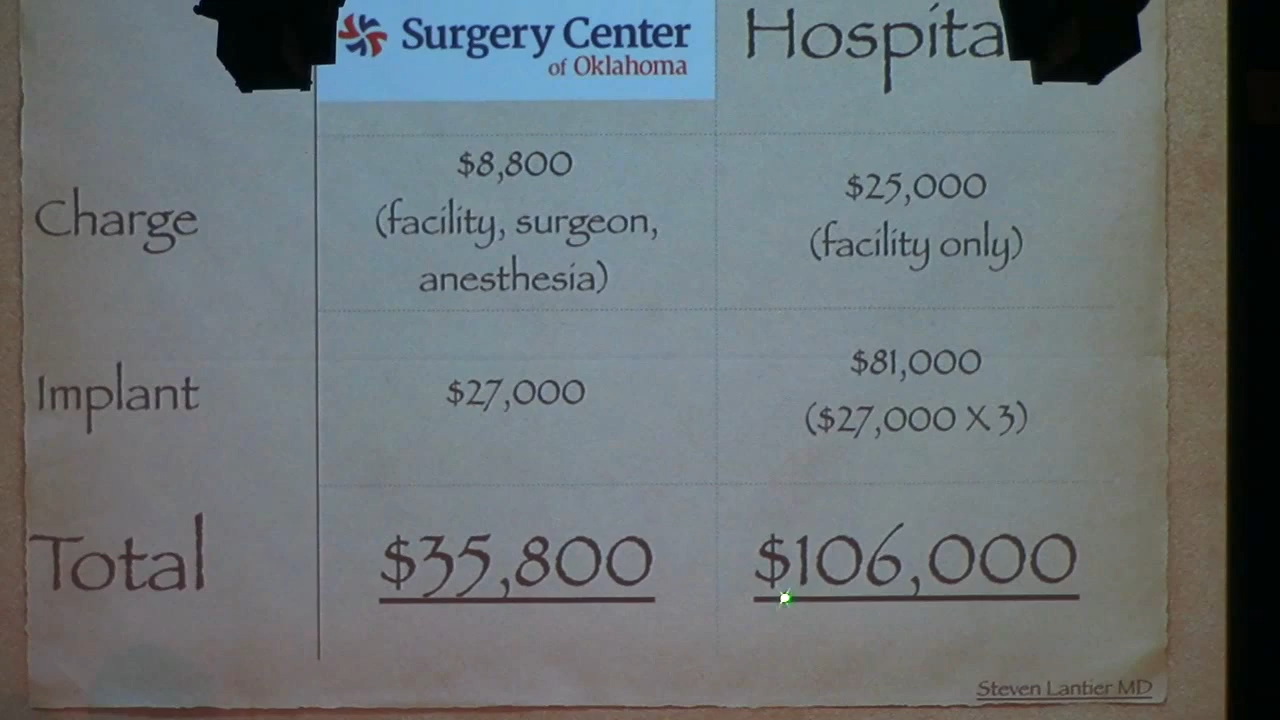 Surgery Center
of Oklahoma
Hospita
Charge
$8,800
(facility, surgeon,
anesthesia)
$25,000
(facility only)
Implant
$27,000
$81,000
($27,000 X 3)
Total
$35,800
$106,000
Steven Lantier MD